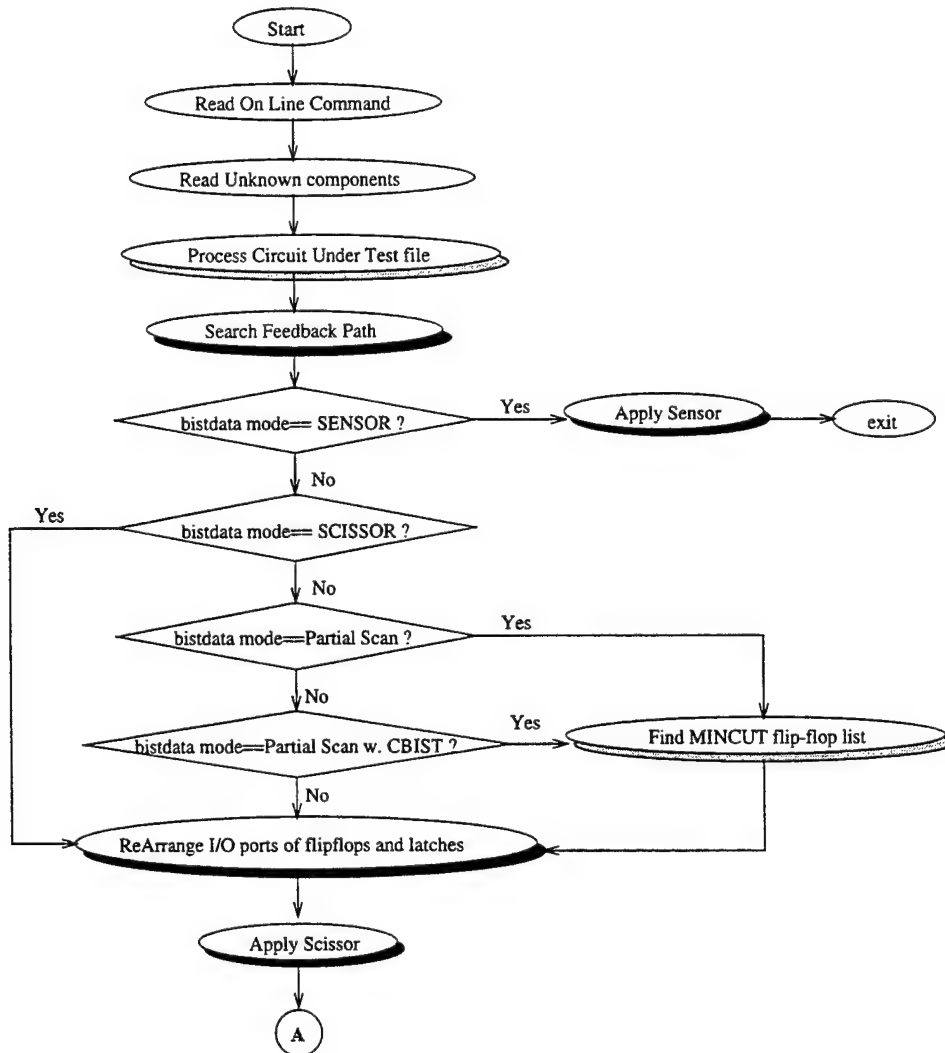 Start
Read On Line Command
Read Unknown components
Process Circuit Under Test file
Search Feedback Path
bistdata mode== SENSOR ?
Yes
Apply Sensor
exit
No
Yes
bistdata mode== SCISSOR ?
No
bistdata mode==Partial Scan ?
Yes
No
bistdata mode==Partial Scan w. CBIST ?
Yes
Find MINCUT flip-flop list
No
ReArrange I/O ports of flipflops and latches
Apply Scissor
A